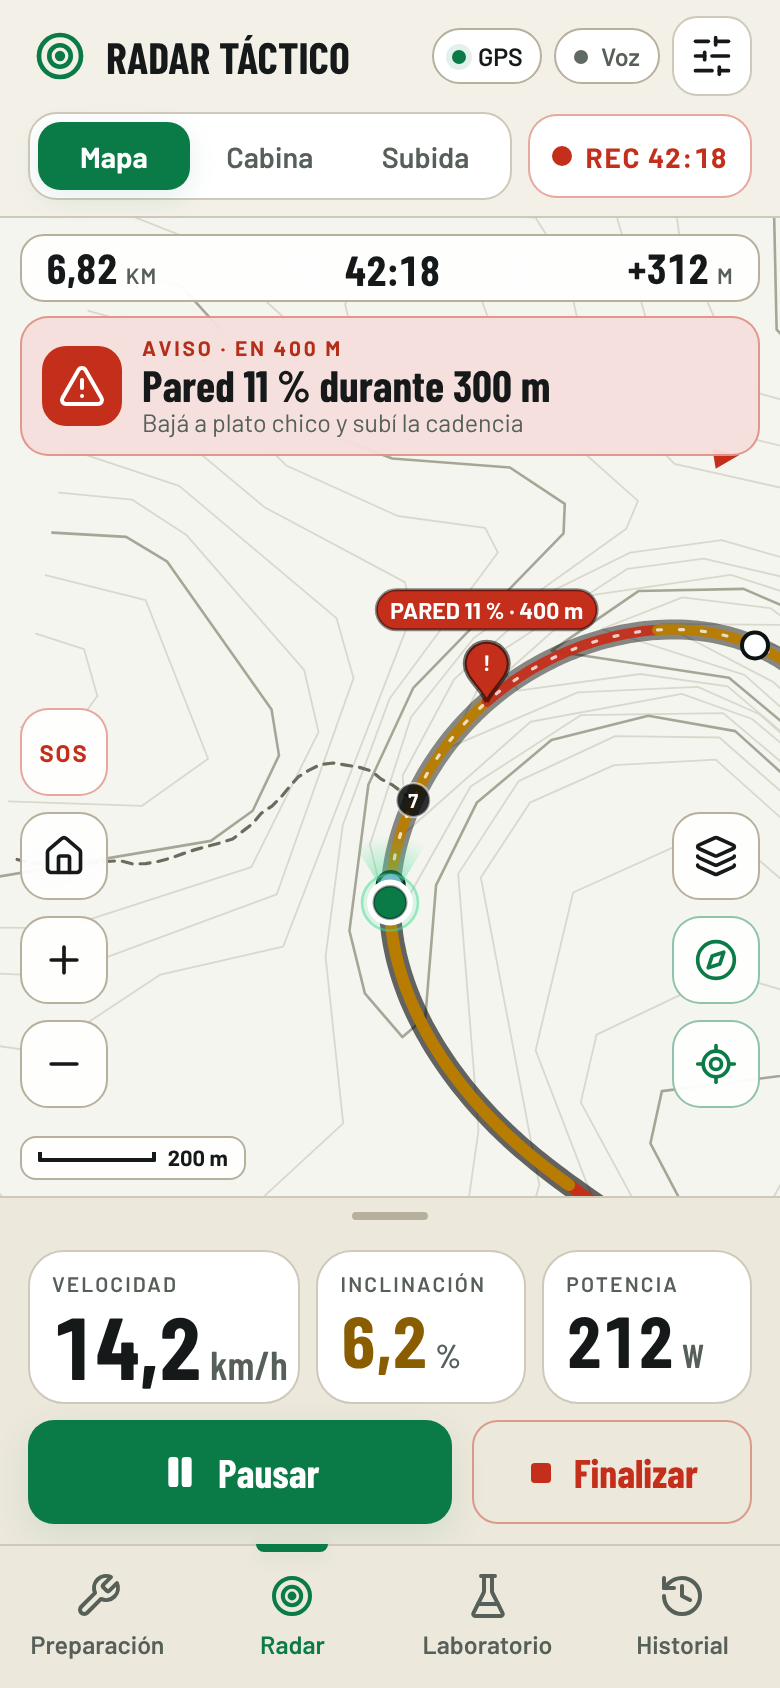 RADAR TÁCTICO
GPS
Voz
Mapa
Cabina
Subida
REC 42:18
6,82 KM
42:18
+312 M
AVISO · EN 400 M
Pared 11 % durante 300 m
Bajá a plato chico y subí la cadencia
PARED 11 % · 400 m
!
SOS
7
200 m
VELOCIDAD
14,2 km/h
INCLINACIÓN
6,2 %
POTENCIA
212 W
Pausar
Finalizar
Preparación
Radar
Laboratorio
Historial